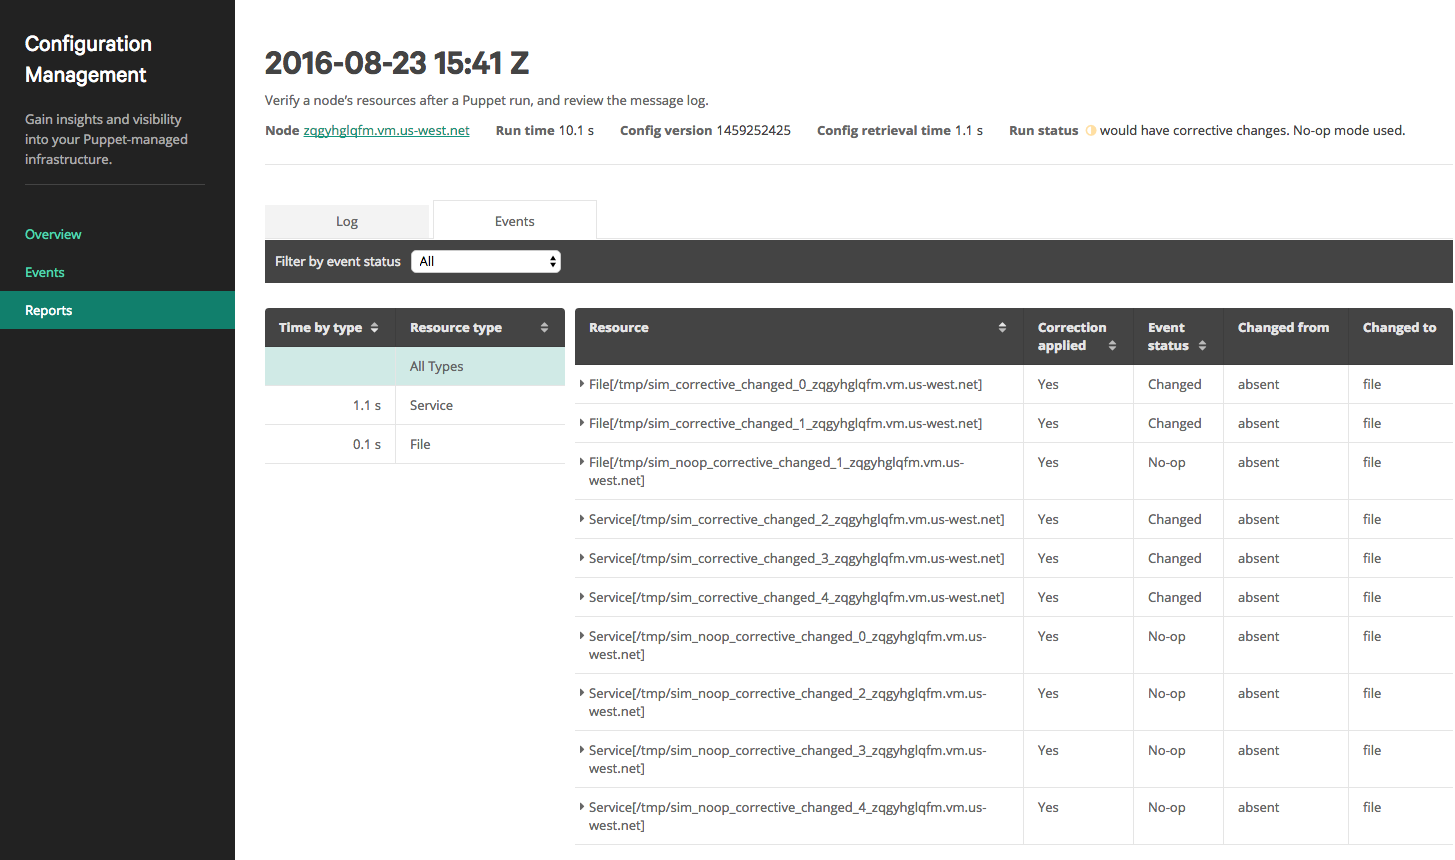 Configuration
Management
Gain insights and visibility
into your Puppet-managed
infrastructure.
Overview
Events
Reports
2016-08-23 15:41 Z
Verify a node's resources after a Puppet run, and review the message log.
Node zqgyhglqfm.vm.us-west.net Run time 10.1 s Config version 1459252425 Config retrieval time 1.1 s Run status would have corrective changes. No-op mode used.
Log Events
Filter by event status All
Time by type Resource type
All Types
1.1 s Service
0.1 s File
Resource Correction applied Event status Changed from Changed to
File[/tmp/sim_corrective_changed_0_zqgyhglqfm.vm.us-west.net] Yes Changed absent file
File[/tmp/sim_corrective_changed_1_zqgyhglqfm.vm.us-west.net] Yes Changed absent file
File[/tmp/sim_noop_corrective_changed_1_zqgyhglqfm.vm.us- Yes No-op absent file
west.net]
Service[/tmp/sim_corrective_changed_2_zqgyhglqfm.vm.us-west.net] Yes Changed absent file
Service[/tmp/sim_corrective_changed_3_zqgyhglqfm.vm.us-west.net] Yes Changed absent file
Service[/tmp/sim_corrective_changed_4_zqgyhglqfm.vm.us-west.net] Yes Changed absent file
Service[/tmp/sim_noop_corrective_changed_0_zqgyhglqfm.vm.us- Yes No-op absent file
west.net]
Service[/tmp/sim_noop_corrective_changed_2_zqgyhglqfm.vm.us- Yes No-op absent file
west.net]
Service[/tmp/sim_noop_corrective_changed_3_zqgyhglqfm.vm.us- Yes No-op absent file
west.net]
Service[/tmp/sim_noop_corrective_changed_4_zqgyhglqfm.vm.us- Yes No-op absent file
west.net]